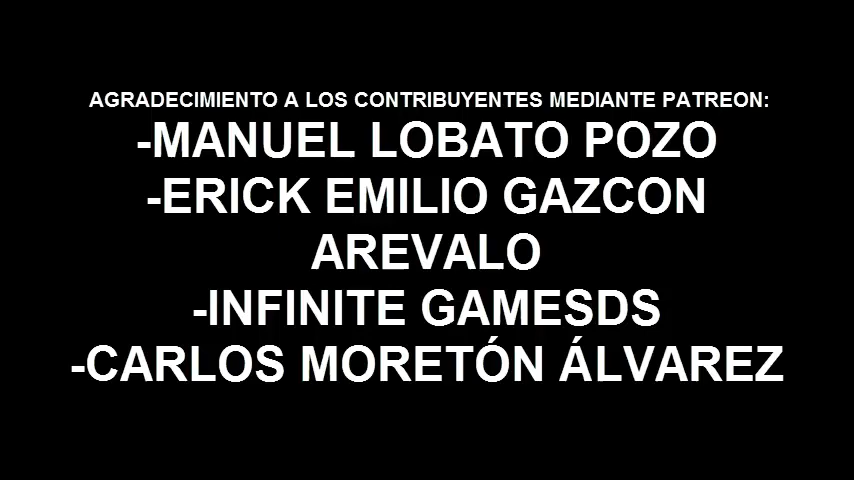 AGRADECIMIENTO A LOS CONTRIBUYENTES MEDIANTE PATREON:
-MANUEL LOBATO POZO
-ERICK EMILIO GAZCON
AREVALO
-INFINITE GAMESDS
-CARLOS MORETÓN ÁLVAREZ